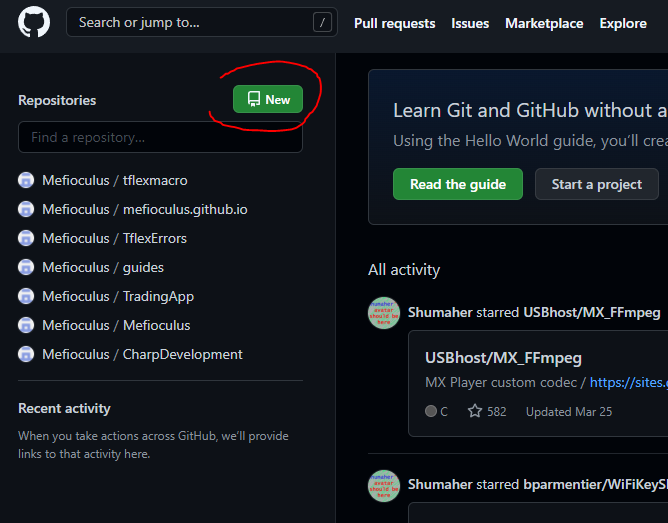 Search or jump to... /
Pull requests Issues Marketplace Explore
Repositories
New
Find a repository...
Mefioculus / tflexmacro
Mefioculus / mefioculus.github.io
Mefioculus / TflexErrors
Mefioculus / guides
Mefioculus / TradingApp
Mefioculus / Mefioculus
Mefioculus / CharpDevelopment
Recent activity
When you take actions across GitHub, we'll provide
links to that activity here.
Learn Git and GitHub without a
Using the Hello World guide, you'll crea
Read the guide Start a project
All activity
shumaher
avatar
should be
here
Shumaher starred USBhost/MX_FFmpeg
USBhost/MX_FFmpeg
MX Player custom codec / https://sites.g
C 582 Updated Mar 25
shumaher
avatar
should be
here
Shumaher starred bparmentier/WiFiKeyS